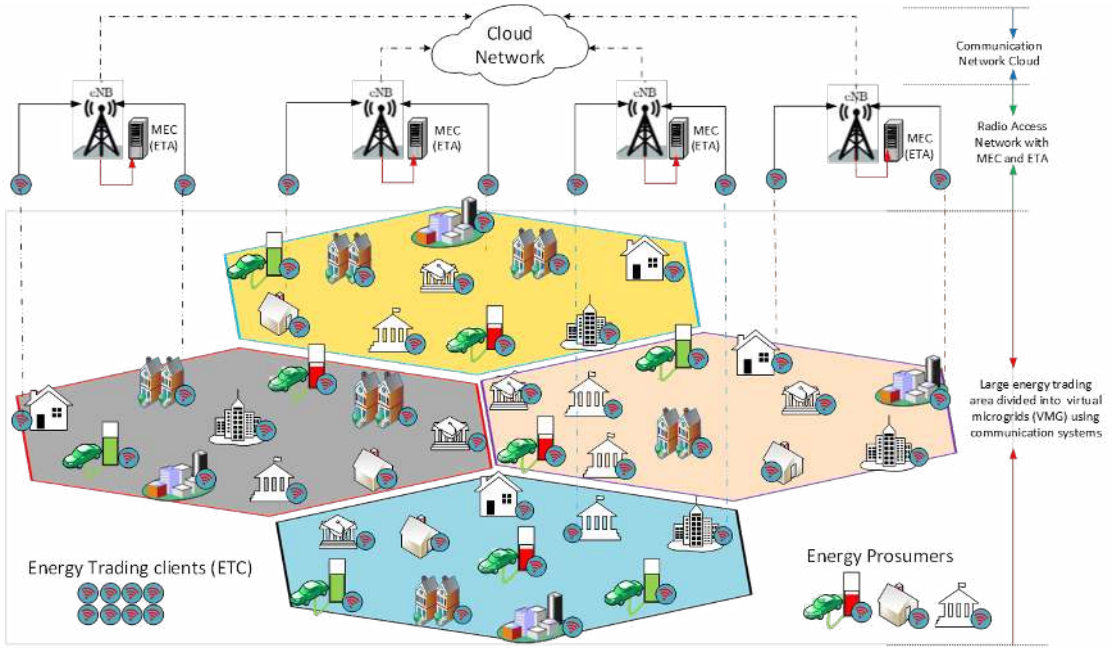 Cloud
Network
Communication
Network Cloud
eNB
MEC
(ETA)
eNB
MEC
(ETA)
eNB
MEC
(ETA)
eNB
MEC
(ETA)
Radio Access
Network with
MEC and ETA
Large energy trading
area divided into virtual
microgrids (VMG) using
communication systems
Energy Trading clients (ETC)
Energy Prosumers